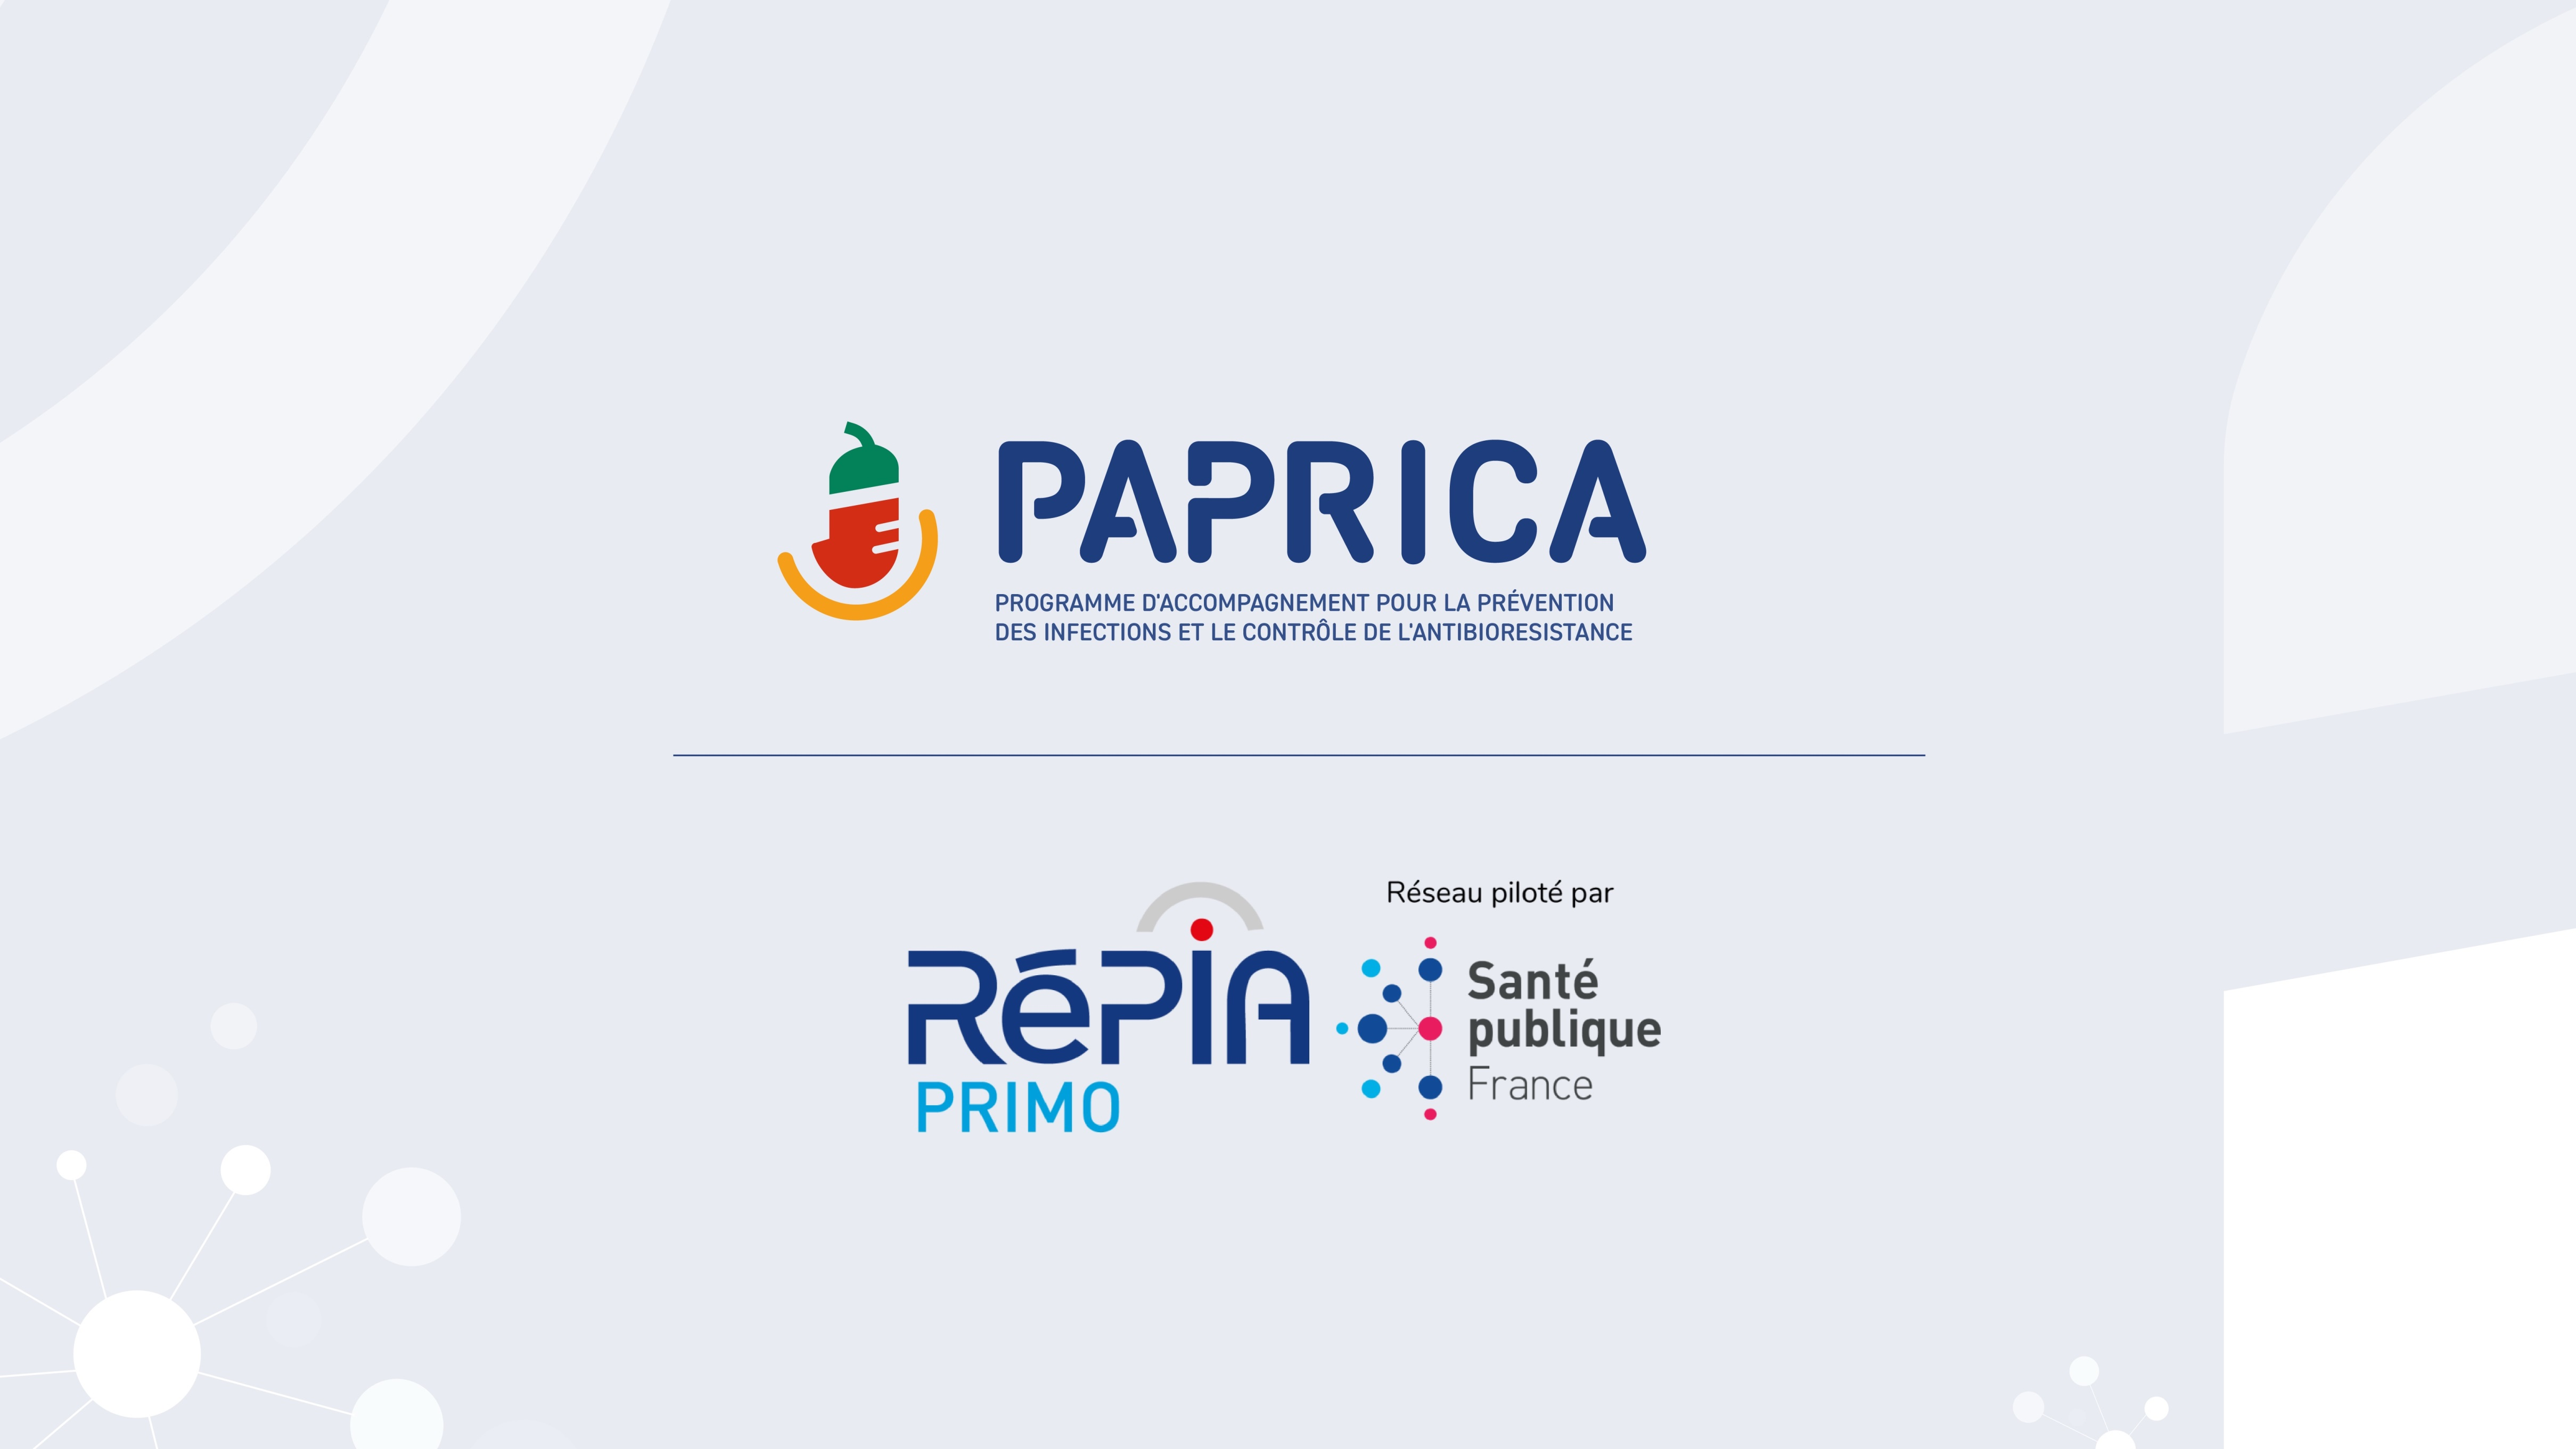 PAPRICA
PROGRAMME D'ACCOMPAGNEMENT POUR LA PRÉVENTION
DES INFECTIONS ET LE CONTRÔLE DE L'ANTIBIORESISTANCE
RéPIA
PRIMO
Réseau piloté par
Santé
publique
France